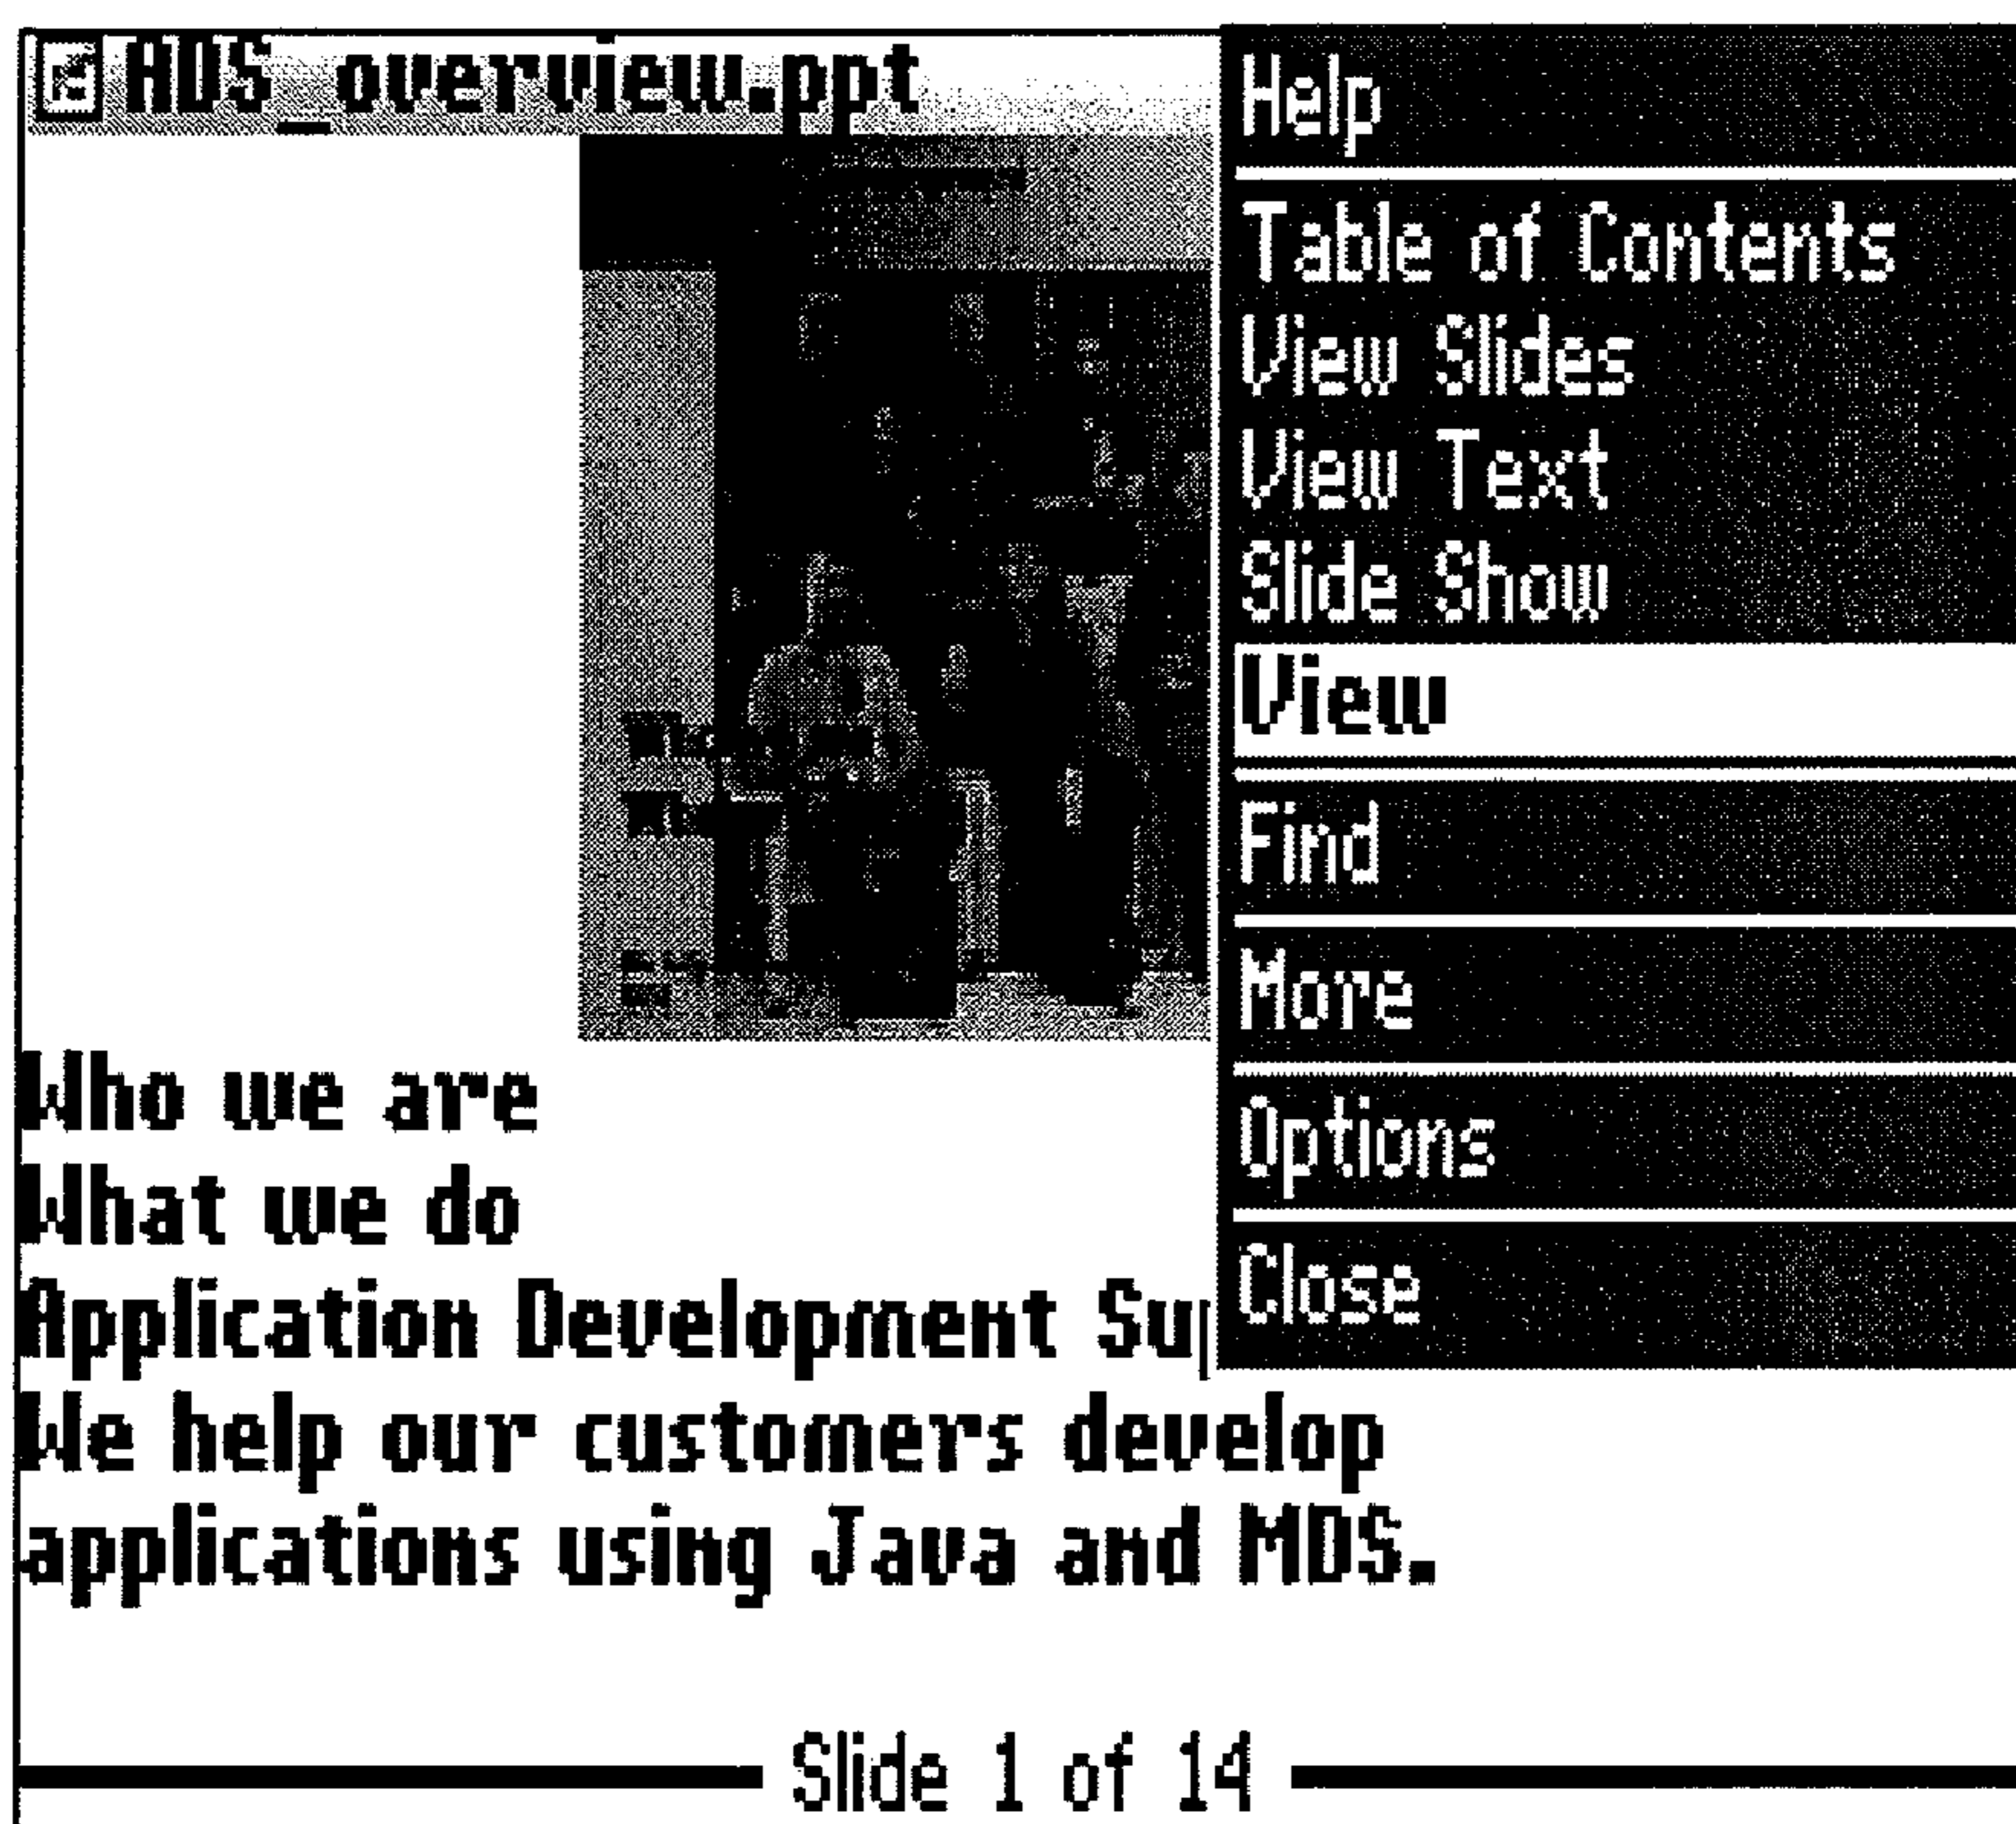 ADS_overview.ppt
Help
Table of Contents
View Slides
View Text
Slide Show
View
Find
More
Options
Close
Who we are
What we do
Application Development
We help our customers develop
applications using Java and MDS.
Slide 1 of 14